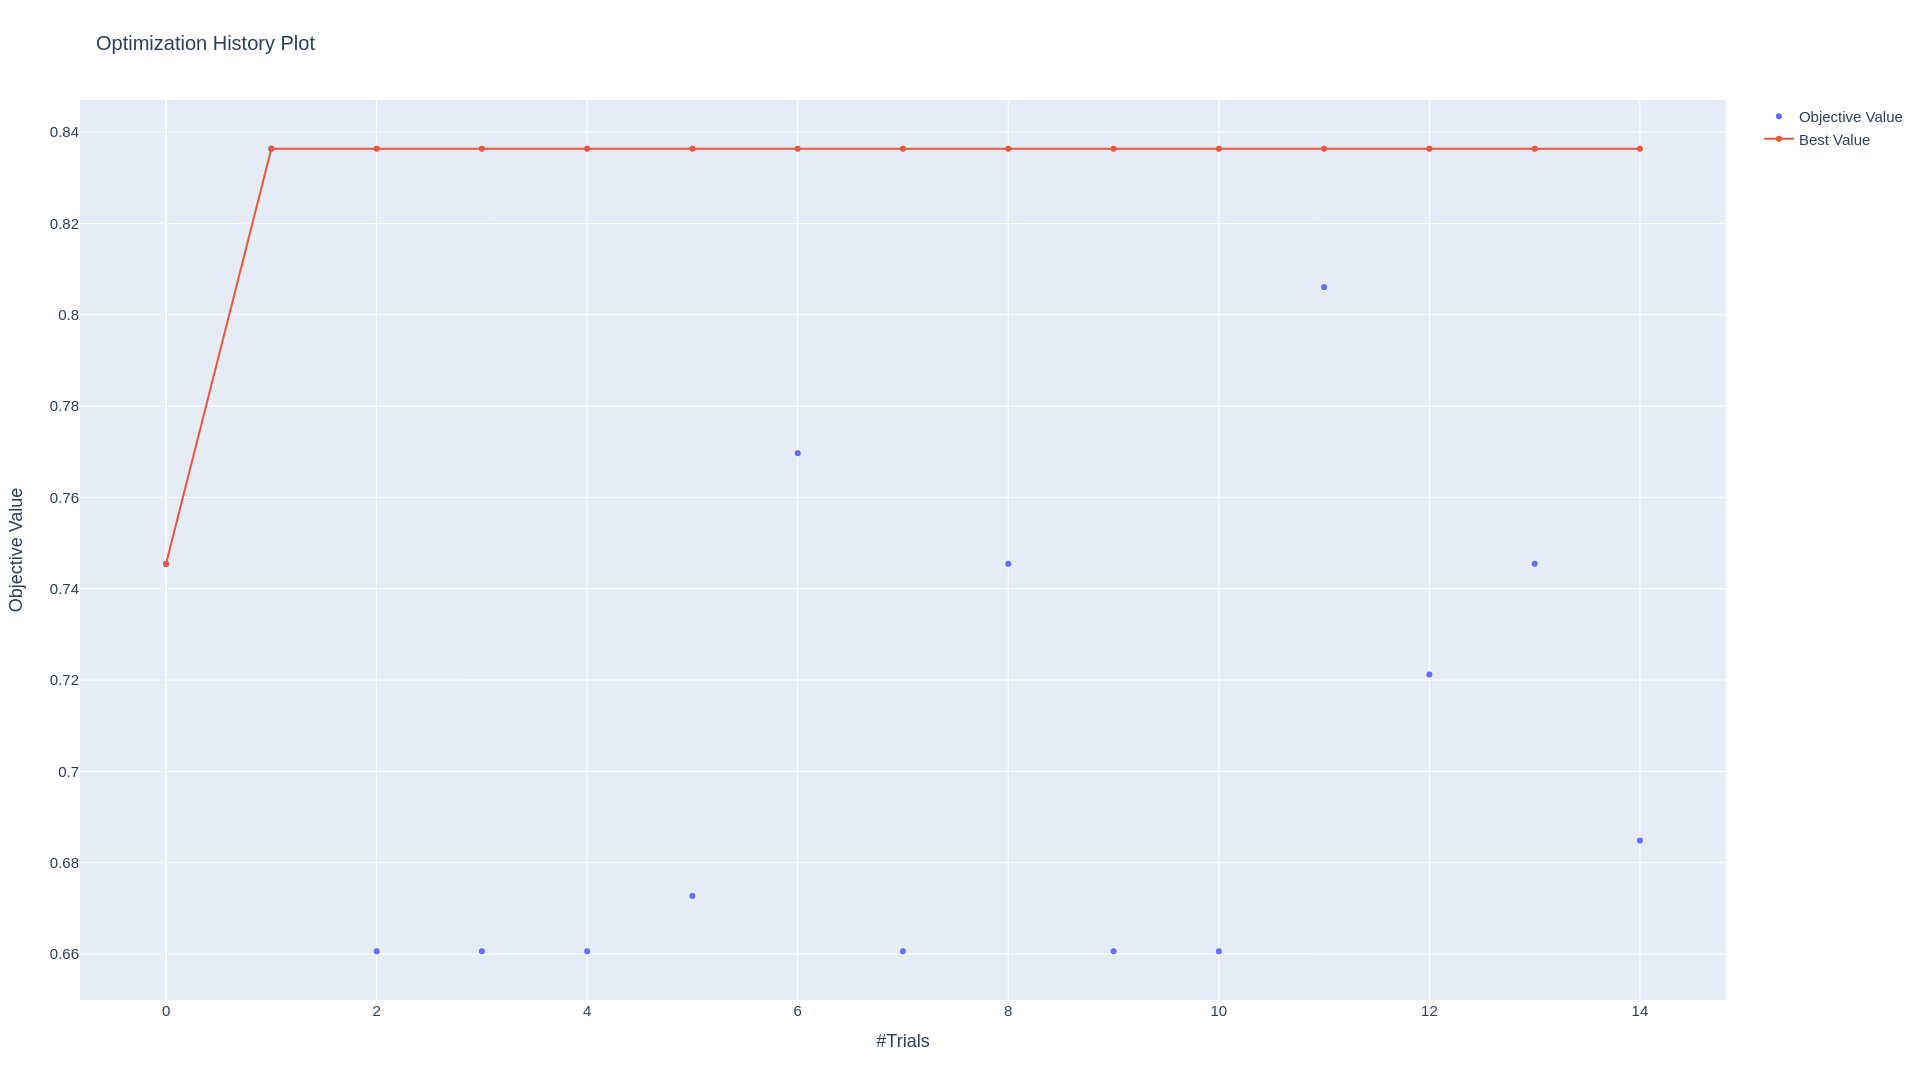 Optimization History Plot
Objective Value
Best Value
0.84
0.82
0.8
0.78
0.76
0.74
0.72
0.7
0.68
0.66
Objective Value
0 2 4 6 8 10 12 14
#Trials